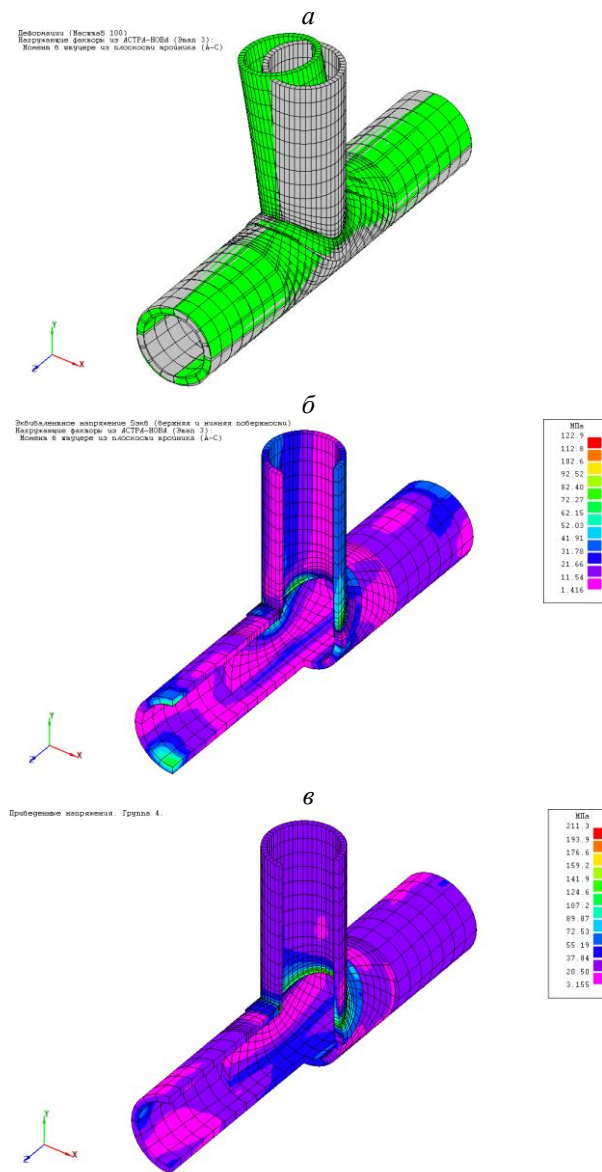 а
Деформации (Масштаб 100)
Нагружающие факторы из АСТРА-НОВА (Этап 3):
Момент в штуцере из плоскости тройника (A-C)
Y
Z
X
б
Эквивалентное напряжение Sэкв (верхняя и нижняя поверхности)
Нагружающие факторы из АСТРА-НОВА (Этап 3):
Момент в штуцере из плоскости тройника (A-C)
МПа
122.9
112.8
102.6
92.52
82.40
72.27
62.15
52.03
41.91
31.78
21.66
11.54
1.416
Y
Z
X
в
Приведенные напряжения. Группа 4.
МПа
211.3
193.9
176.6
159.2
141.9
124.6
107.2
89.87
72.53
55.19
37.84
20.50
3.155
Y
Z
X